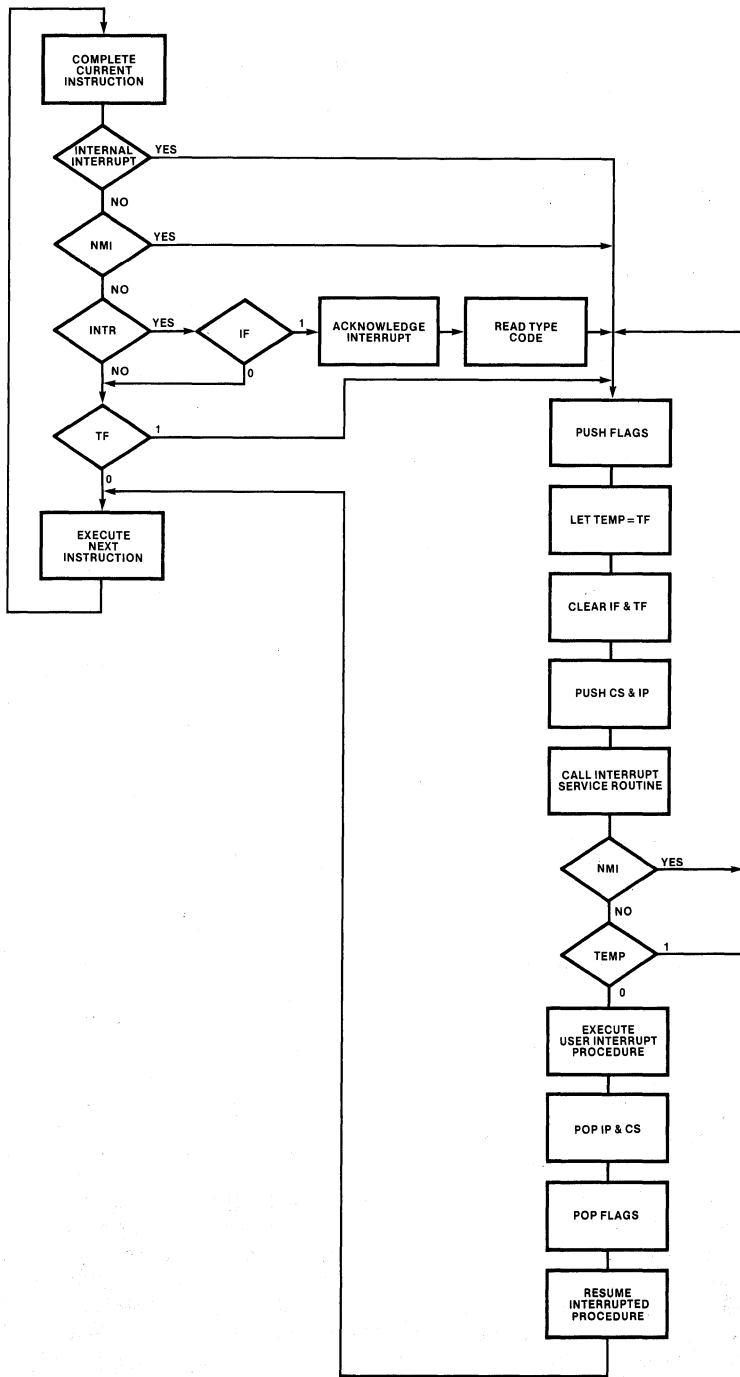 COMPLETE
CURRENT
INSTRUCTION
INTERNAL
INTERRUPT
YES
NO
NMI
YES
NO
INTR
YES
IF
1
ACKNOWLEDGE
INTERRUPT
READ TYPE
CODE
NO
0
TF
1
0
EXECUTE
NEXT
INSTRUCTION
PUSH FLAGS
LET TEMP = TF
CLEAR IF & TF
PUSH CS & IP
CALL INTERRUPT
SERVICE ROUTINE
NMI
YES
NO
TEMP
1
0
EXECUTE
USER INTERRUPT
PROCEDURE
POP IP & CS
POP FLAGS
RESUME
INTERRUPTED
PROCEDURE